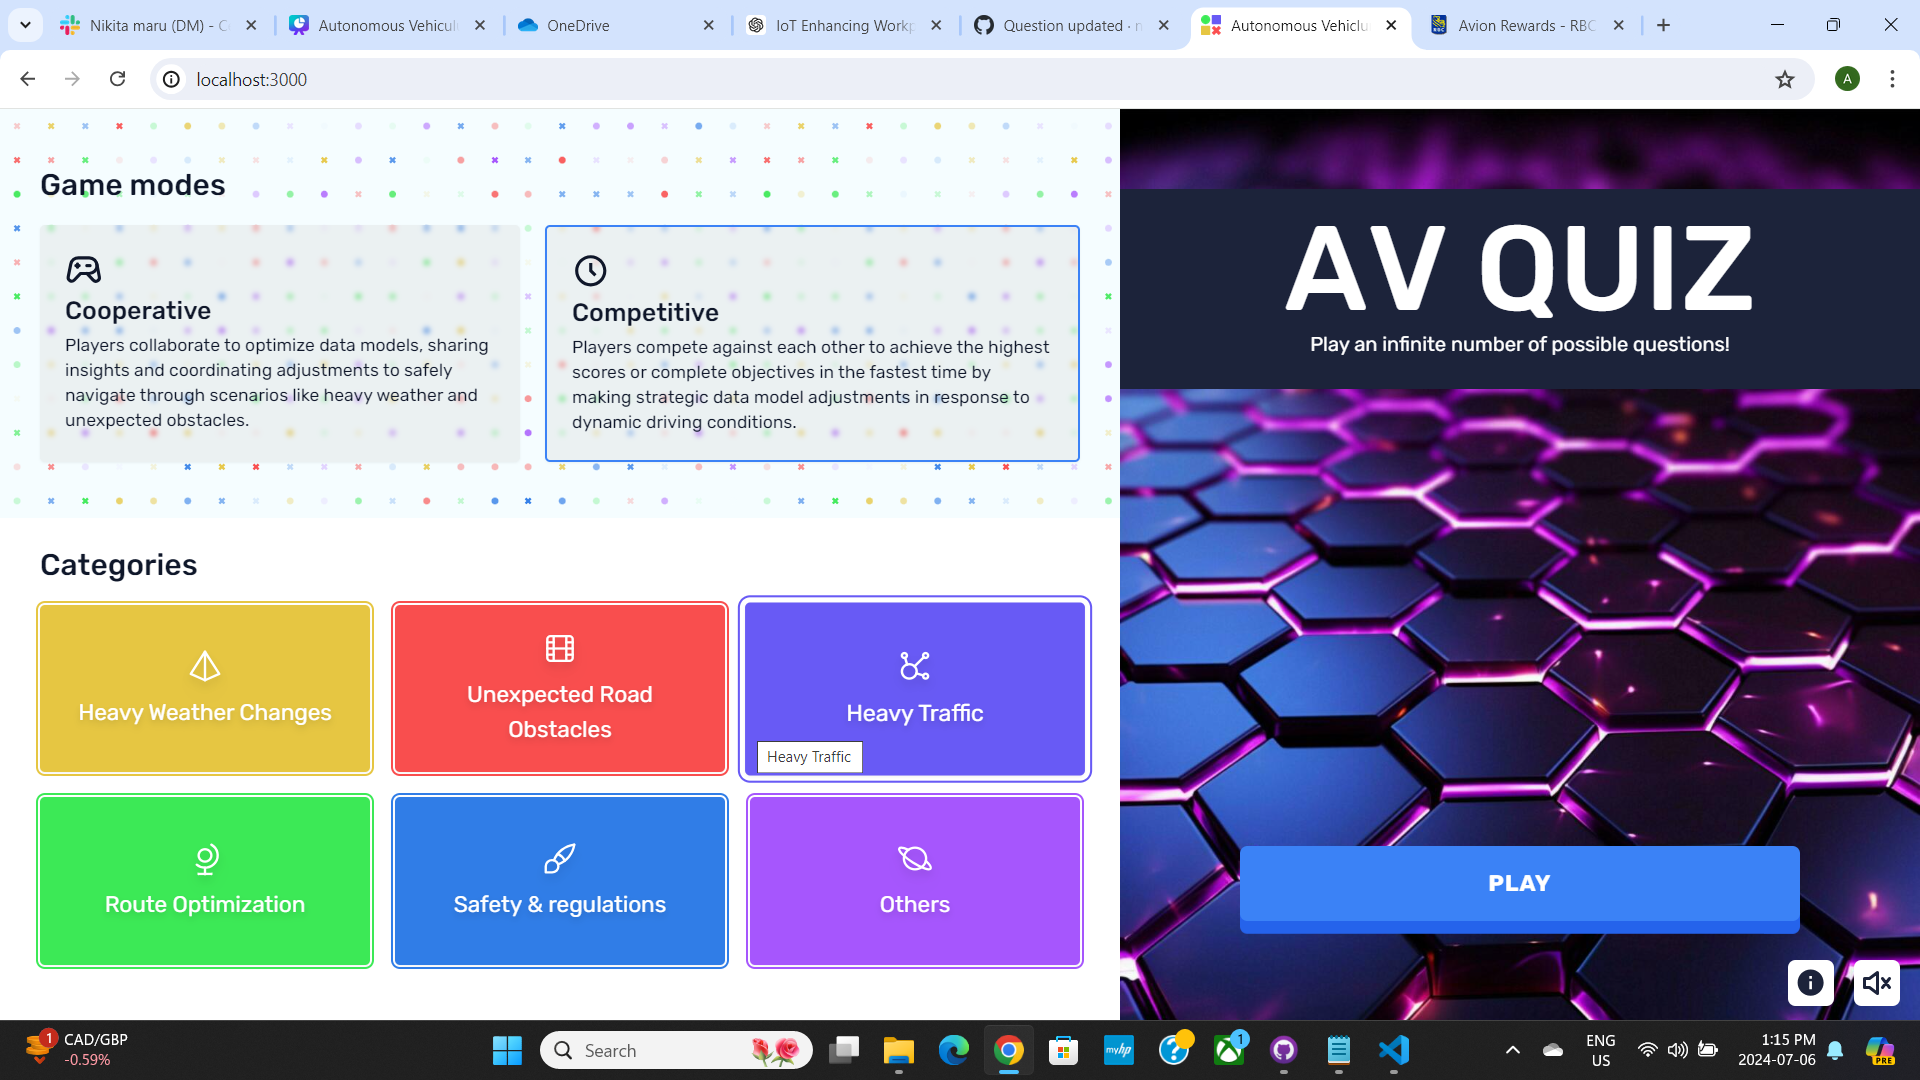 Nikita maru (DM) - C
Autonomous Vehicul
OneDrive
IoT Enhancing Workp
Question updated · n
Autonomous Vehiclu
Avion Rewards - RBC
localhost:3000
A
Game modes
Cooperative
Players collaborate to optimize data models, sharing
insights and coordinating adjustments to safely
navigate through scenarios like heavy weather and
unexpected obstacles.
Competitive
Players compete against each other to achieve the highest
scores or complete objectives in the fastest time by
making strategic data model adjustments in response to
dynamic driving conditions.
AV QUIZ
Play an infinite number of possible questions!
Categories
Heavy Weather Changes
Unexpected Road
Obstacles
Heavy Traffic
Heavy Traffic
Route Optimization
Safety & regulations
Others
PLAY
1
CAD/GBP
-0.59%
Search
myhp
1
ENG
US
1:15 PM
2024-07-06
PRE